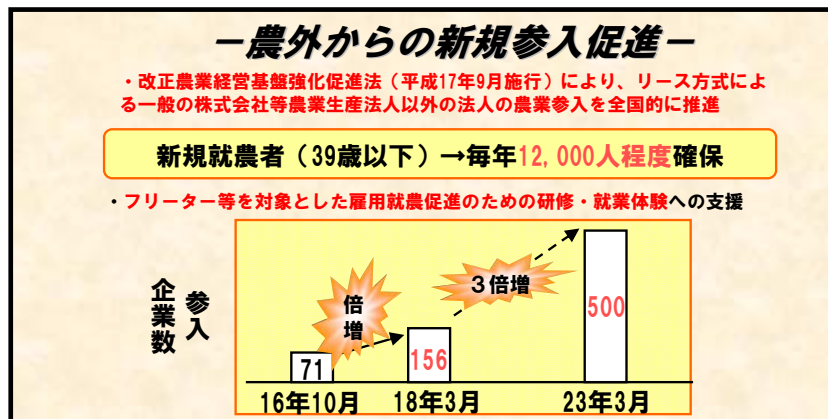 －農外からの新規参入促進－
・改正農業経営基盤強化促進法（平成17年9月施行）により、リース方式によ
る一般の株式会社等農業生産法人以外の法人の農業参入を全国的に推進
新規就農者（39歳以下）→毎年12,000人程度確保
・フリーター等を対象とした雇用就農促進のための研修・就業体験への支援
参入
企業数
倍増
３倍増
71
156
500
16年10月
18年3月
23年3月